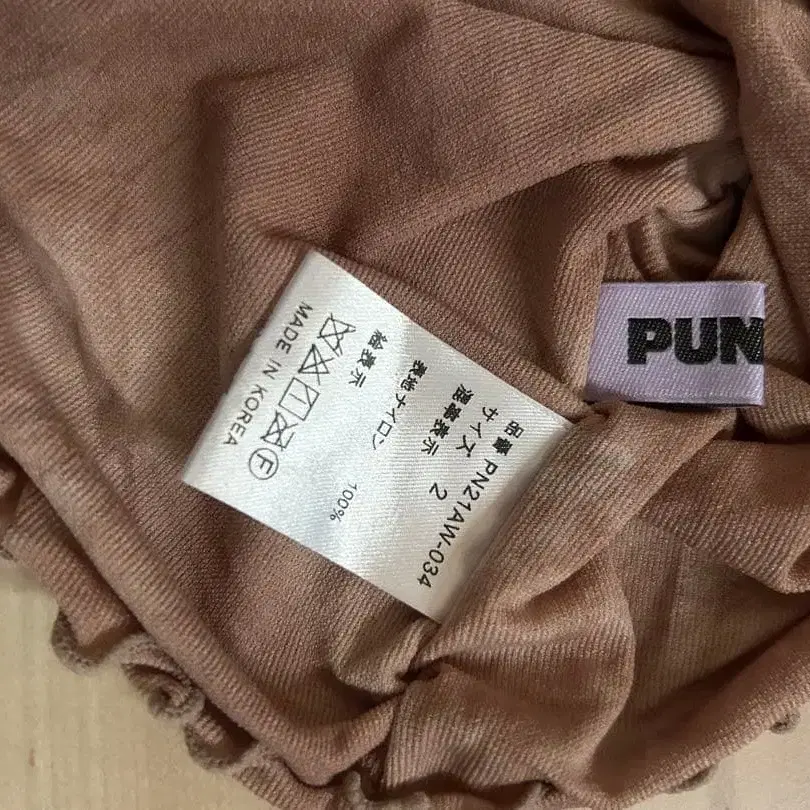 品番 PN21AW-034
サイズ 2
混率表示
表地ナイロン 100%
絵表示
F
MADE IN KOREA
PUN